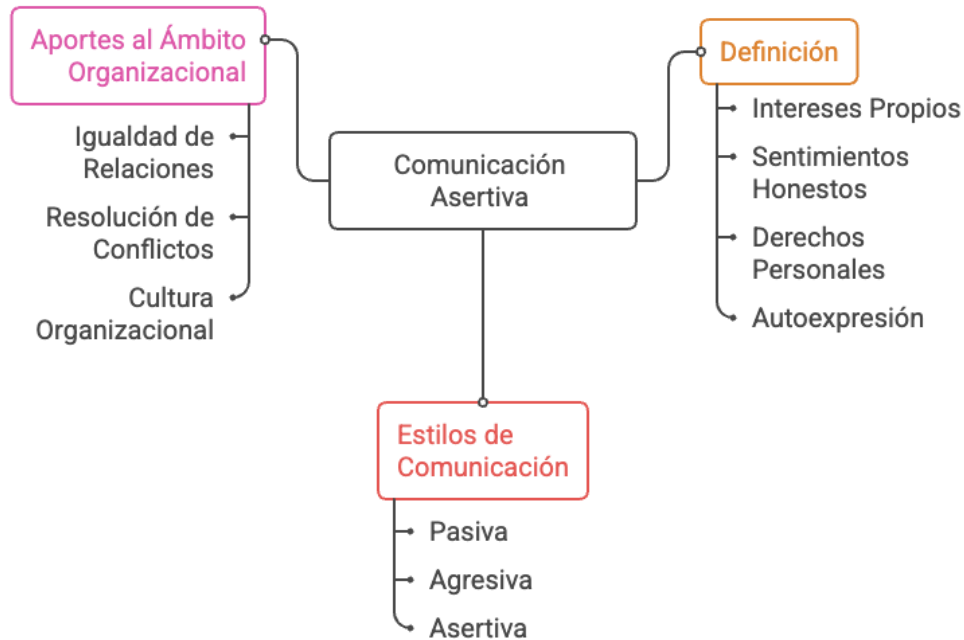 Aportes al Ámbito
Organizacional
Igualdad de
Relaciones
Resolución de
Conflictos
Cultura
Organizacional
Comunicación
Asertiva
Definición
Intereses Propios
Sentimientos
Honestos
Derechos
Personales
Autoexpresión
Estilos de
Comunicación
Pasiva
Agresiva
Asertiva